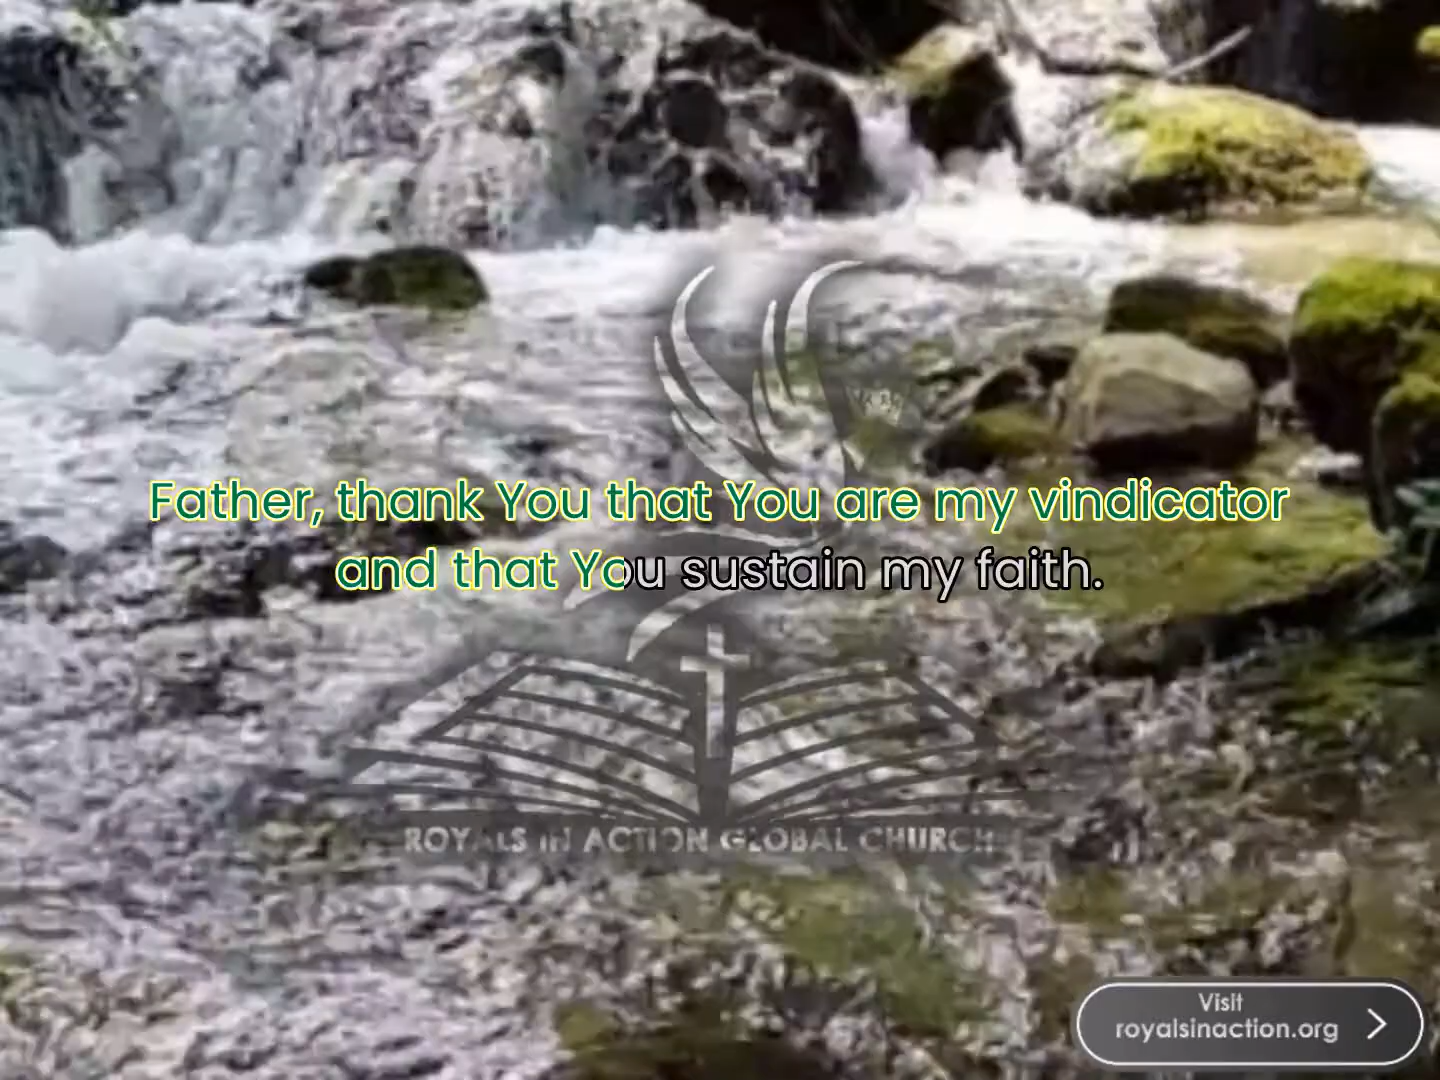 Father, thank You that You are my vindicator
and that You sustain my faith.
ROYALS IN ACTION GLOBAL CHURCH
Visit
royalsinaction.org